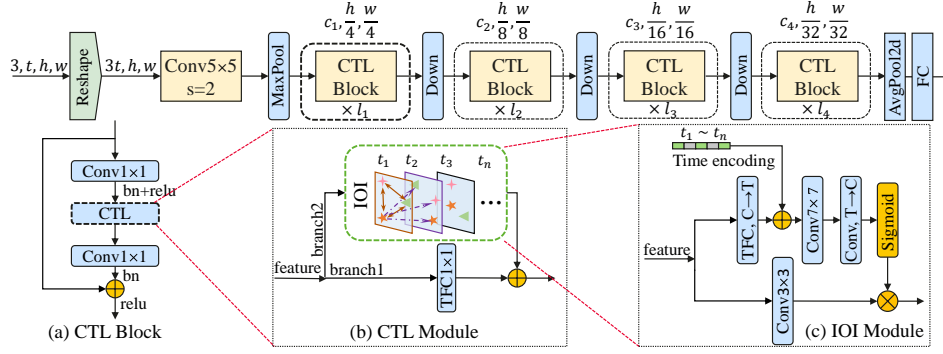 c₁, h/4, w/4
c₂, h/8, w/8
c₃, h/16, w/16
c₄, h/32, w/32
3, t, h, w
Reshape
3t, h, w
Conv5×5
s=2
MaxPool
CTL
Block
× l₁
Down
CTL
Block
× l₂
Down
CTL
Block
× l₃
Down
CTL
Block
× l₄
AvgPool2d
FC
Conv1×1
bn+relu
CTL
Conv1×1
bn
relu
(a) CTL Block
t₁ t₂ t₃ tₙ
IOI
...
branch2
feature
branch1
TFC1×1
(b) CTL Module
t₁ ~ tₙ
Time encoding
feature
TFC, C→T
Conv7×7
Conv, T→C
Sigmoid
Conv3×3
(c) IOI Module